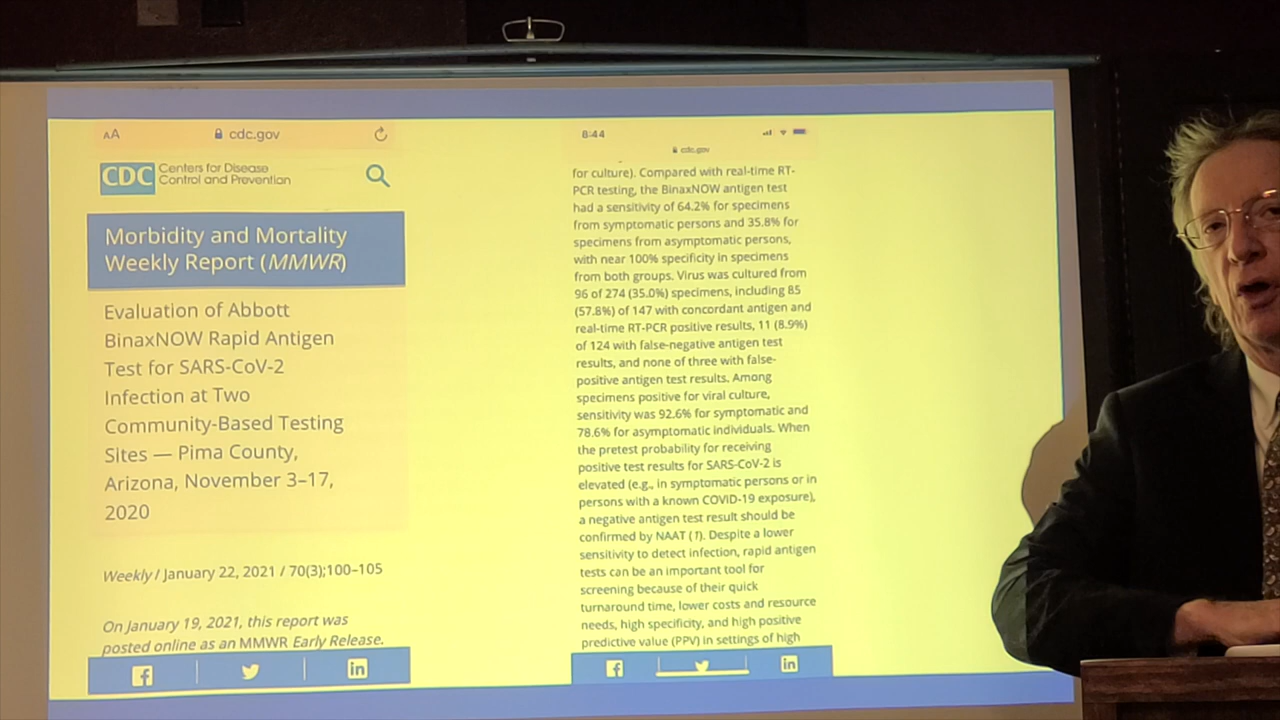 AA cdc.gov
CDC Centers for Disease
Control and Prevention
Morbidity and Mortality
Weekly Report (MMWR)
Evaluation of Abbott
BinaxNOW Rapid Antigen
Test for SARS-CoV-2
Infection at Two
Community-Based Testing
Sites — Pima County,
Arizona, November 3–17,
2020
Weekly / January 22, 2021 / 70(3);100–105
On January 19, 2021, this report was
posted online as an MMWR Early Release.
8:44
cdc.gov
for culture). Compared with real-time RT-
PCR testing, the BinaxNOW antigen test
had a sensitivity of 64.2% for specimens
from symptomatic persons and 35.8% for
specimens from asymptomatic persons,
with near 100% specificity in specimens
from both groups. Virus was cultured from
96 of 274 (35.0%) specimens, including 85
(57.8%) of 147 with concordant antigen and
real-time RT-PCR positive results, 11 (8.9%)
of 124 with false-negative antigen test
results, and none of three with false-
positive antigen test results. Among
specimens positive for viral culture,
sensitivity was 92.6% for symptomatic and
78.6% for asymptomatic individuals. When
the pretest probability for receiving
positive test results for SARS-CoV-2 is
elevated (e.g., in symptomatic persons or in
persons with a known COVID-19 exposure),
a negative antigen test result should be
confirmed by NAAT (1). Despite a lower
sensitivity to detect infection, rapid antigen
tests can be an important tool for
screening because of their quick
turnaround time, lower costs and resource
needs, high specificity, and high positive
predictive value (PPV) in settings of high